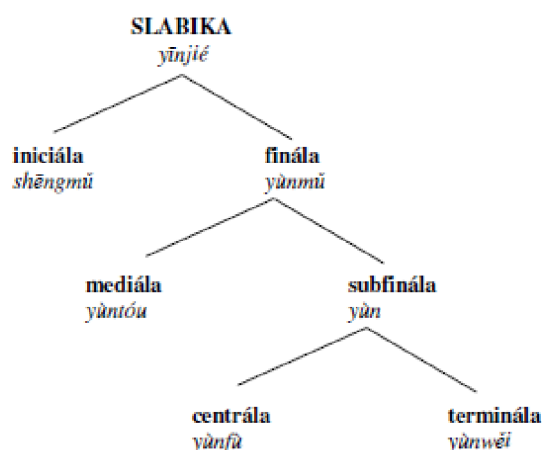 SLABIKA
yīnjié
iniciála
finála
shēngmǔ
yùnmǔ
mediála
subfinála
yùntóu
yùn
centrála
terminála
yùnfù
yùnwěi